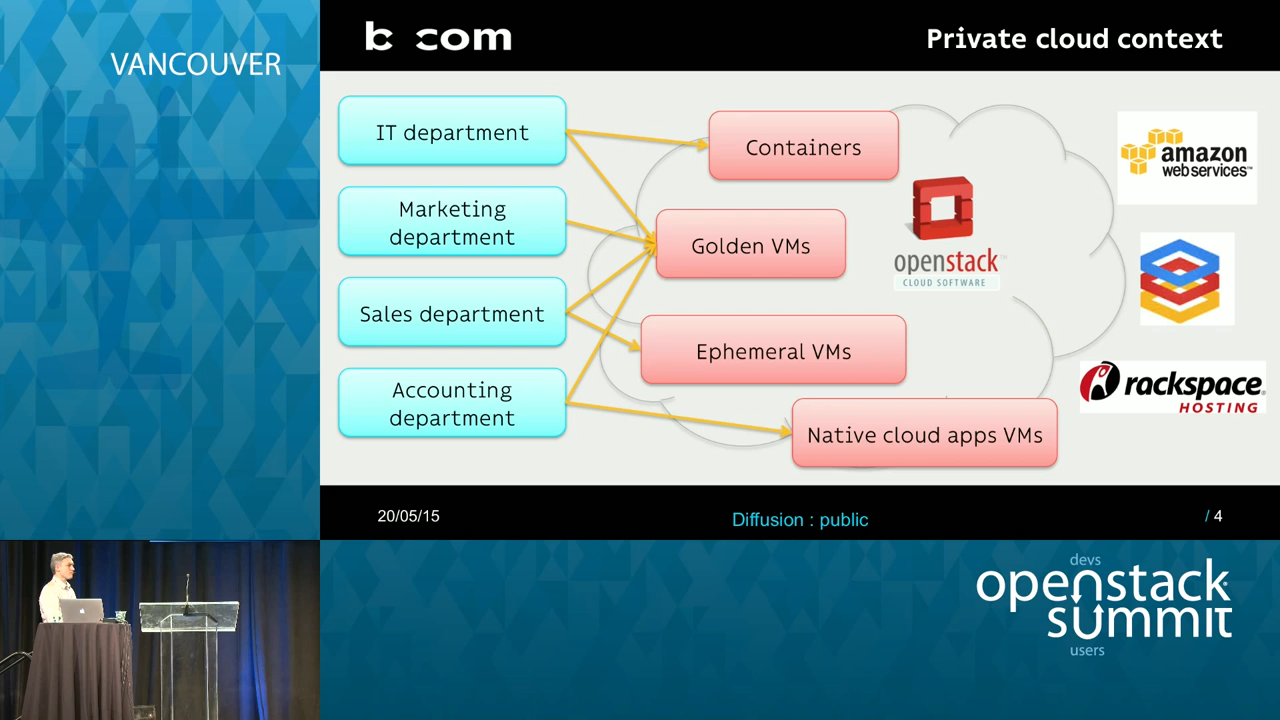 VANCOUVER
b com
Private cloud context
IT department
Marketing
department
Sales department
Accounting
department
Containers
Golden VMs
Ephemeral VMs
Native cloud apps VMs
openstack
CLOUD SOFTWARE
amazon
webservices™
rackspace®
HOSTING
20/05/15
Diffusion : public
/ 4
devs
openstack
summit
users